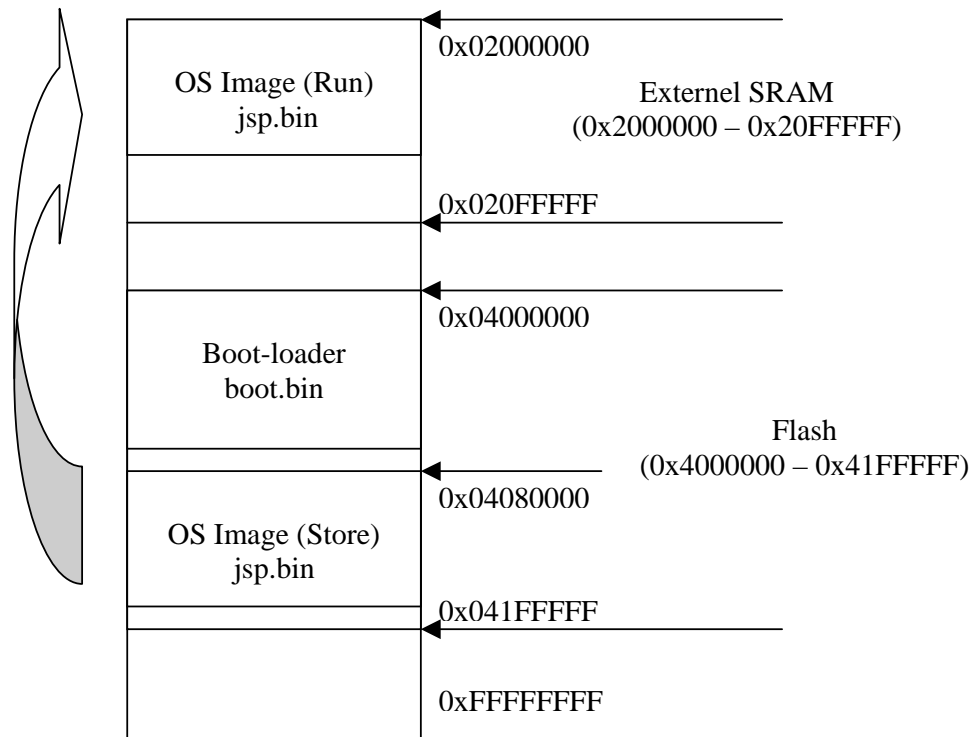 0x02000000
OS Image (Run)
jsp.bin
Externel SRAM
(0x2000000 – 0x20FFFFF)
0x020FFFFF
0x04000000
Boot-loader
boot.bin
Flash
(0x4000000 – 0x41FFFFF)
0x04080000
OS Image (Store)
jsp.bin
0x041FFFFF
0xFFFFFFFF